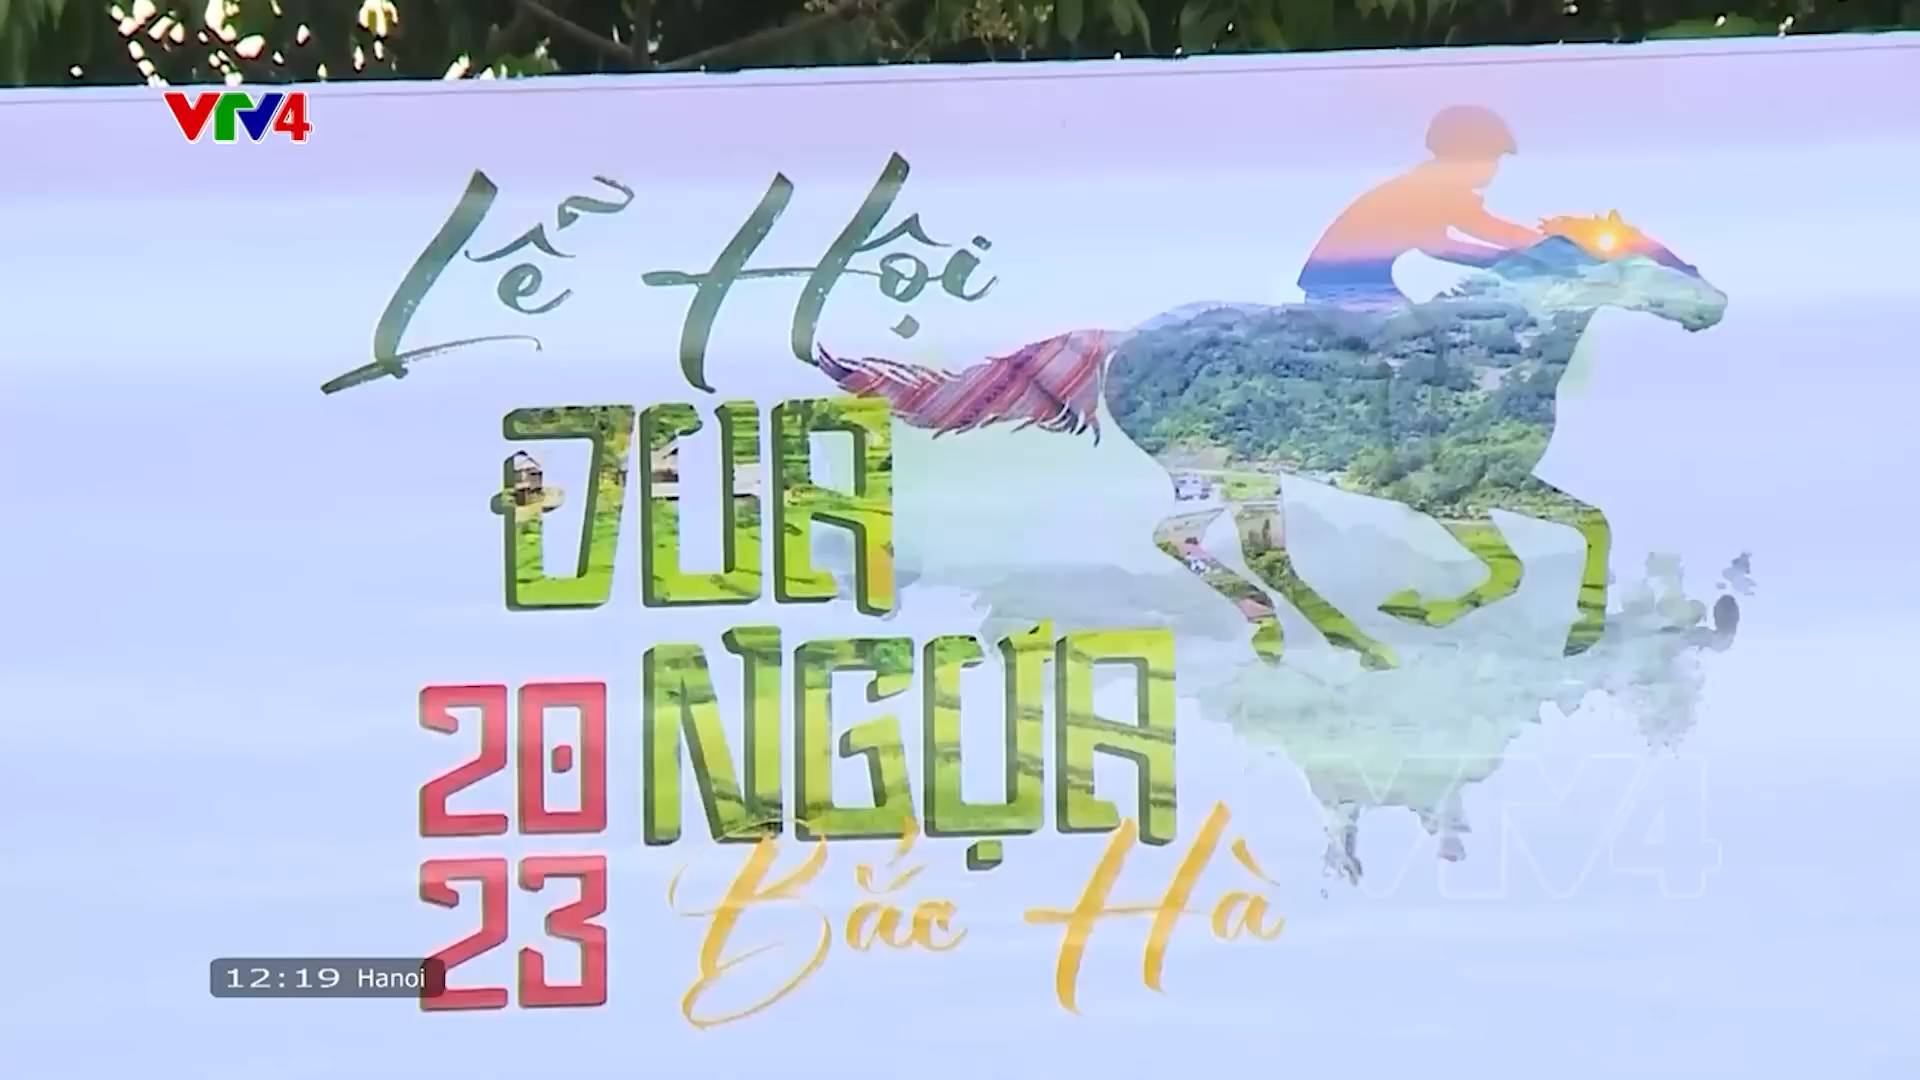 VTV4
Lễ Hội
ĐUA
NGỰA
20
23
Bắc Hà
VTV4
12:19 Hanoi